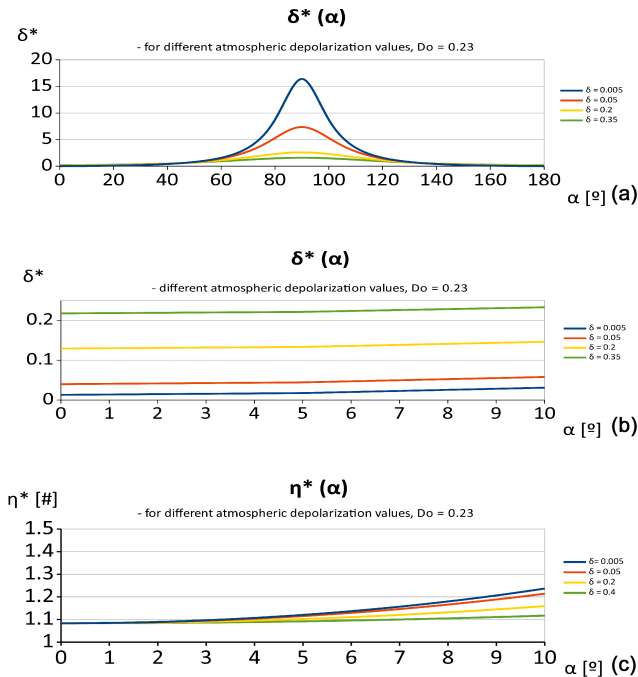 δ* (α)
δ*
- for different atmospheric depolarization values, Do = 0.23
20
15
10
5
0
0 20 40 60 80 100 120 140 160 180
α [º] (a)
δ = 0.005
δ = 0.05
δ = 0.2
δ = 0.35
δ* (α)
δ*
- different atmospheric depolarization values, Do = 0.23
0.2
0.1
0
0 1 2 3 4 5 6 7 8 9 10
α [º] (b)
δ = 0.005
δ = 0.05
δ = 0.2
δ = 0.35
η* (α)
η* [#]
- for different atmospheric depolarization values, Do = 0.23
1.5
1.4
1.3
1.2
1.1
1
0 1 2 3 4 5 6 7 8 9 10
α [º] (c)
δ= 0.005
δ = 0.05
δ = 0.2
δ = 0.4